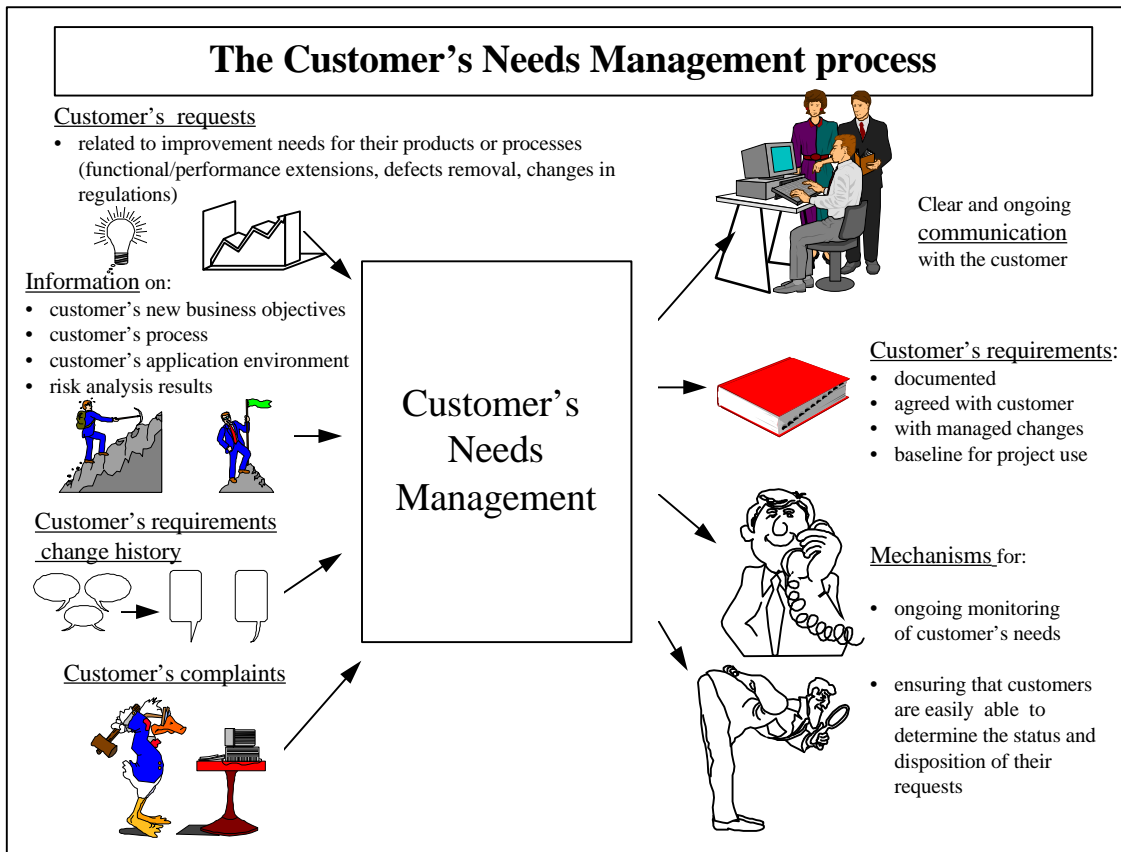 The Customer's Needs Management process
Customer's  requests
• related to improvement needs for their products or processes
(functional/performance extensions, defects removal, changes in
regulations)
Information on:
• customer's new business objectives
• customer's process
• customer's application environment
• risk analysis results
Customer's requirements
change history
Customer's complaints
Customer's
Needs
Management
Clear and ongoing
communication
with the customer
Customer's requirements:
• documented
• agreed with customer
• with managed changes
• baseline for project use
Mechanisms for:
• ongoing monitoring
of customer's needs
• ensuring that customers
are easily  able  to
determine the status and
disposition of their
requests